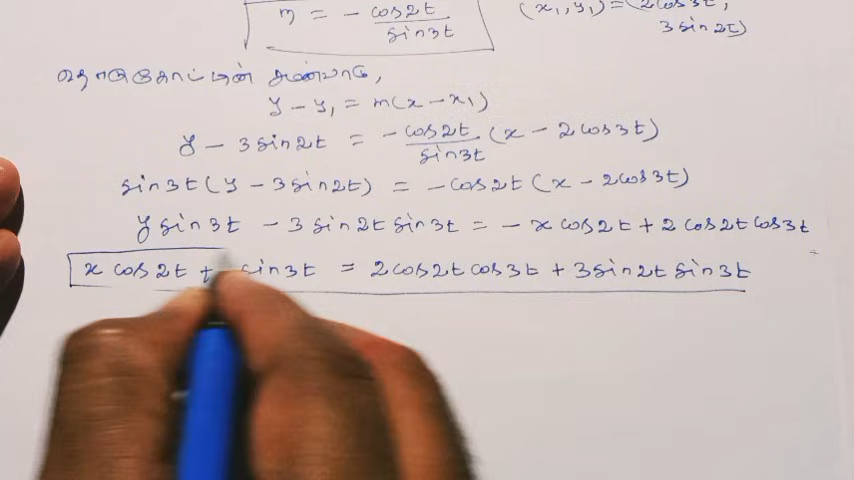 m = - cos2t / sin3t
(x₁, y₁) = (2cos3t, 3sin2t)
தொடுகோட்டின் சமன்பாடு,
y - y₁ = m(x - x₁)
y - 3sin2t = -cos2t / sin3t (x - 2cos3t)
sin3t(y - 3sin2t) = -cos2t(x - 2cos3t)
y sin3t - 3sin2t sin3t = -x cos2t + 2cos2t cos3t
x cos2t + sin3t = 2cos2t cos3t + 3sin2t sin3t